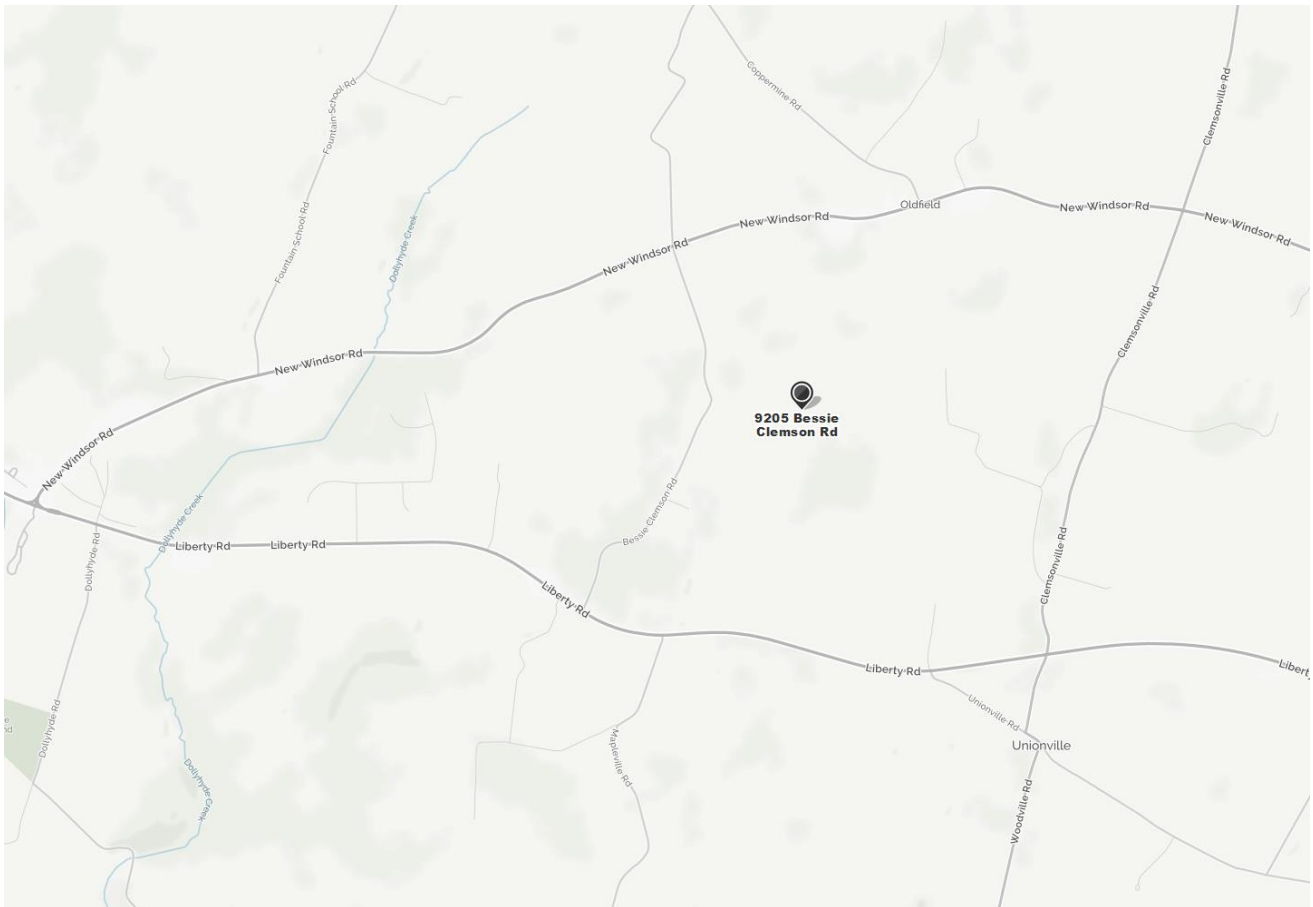 Coppermine Rd
Clemsonville Rd
Fountain School Rd
Fountain School Rd
Dollyhyde Creek
Oldfield
New Windsor Rd
New Windsor Rd
New Windsor Rd
New Windsor Rd
Clemsonville Rd
New Windsor Rd
9205 Bessie
Clemson Rd
New Windsor Rd
Bessie Clemson Rd
Dollyhyde Creek
Liberty Rd
Liberty Rd
Dollyhyde Rd
Clemsonville Rd
Liberty Rd
Liberty Rd
Liberty
Unionville Rd
Dollyhyde Rd
Unionville
Mapleville Rd
Dollyhyde Creek
Woodville Rd